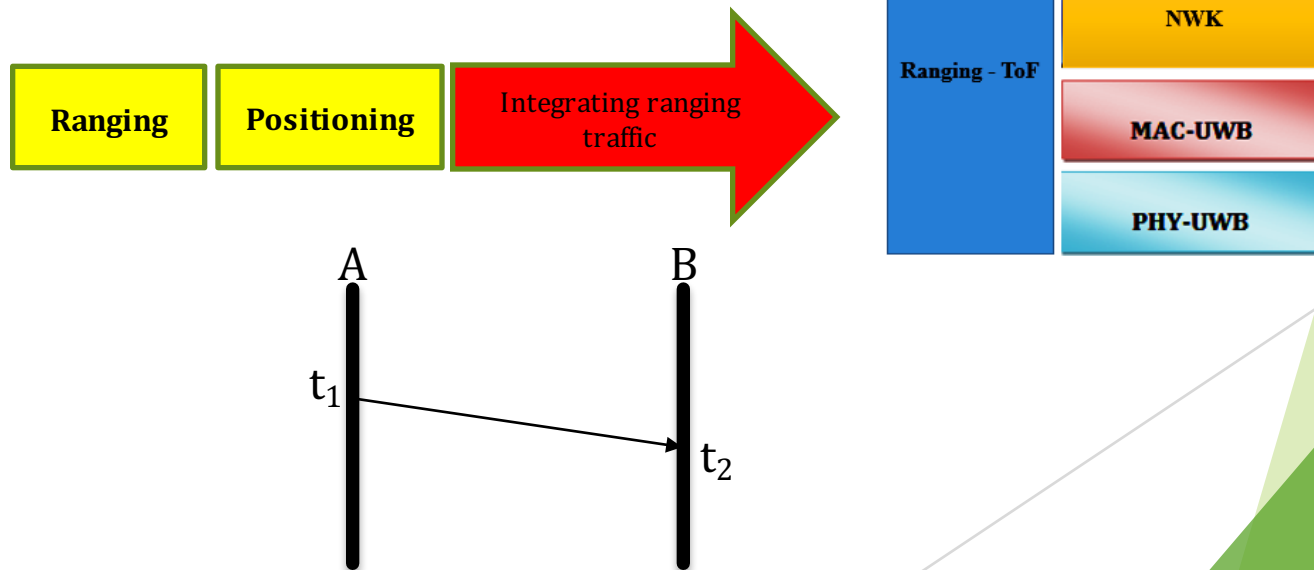 Ranging
Positioning
Integrating ranging
traffic
Ranging - ToF
NWK
MAC-UWB
PHY-UWB
A
B
t₁
t₂